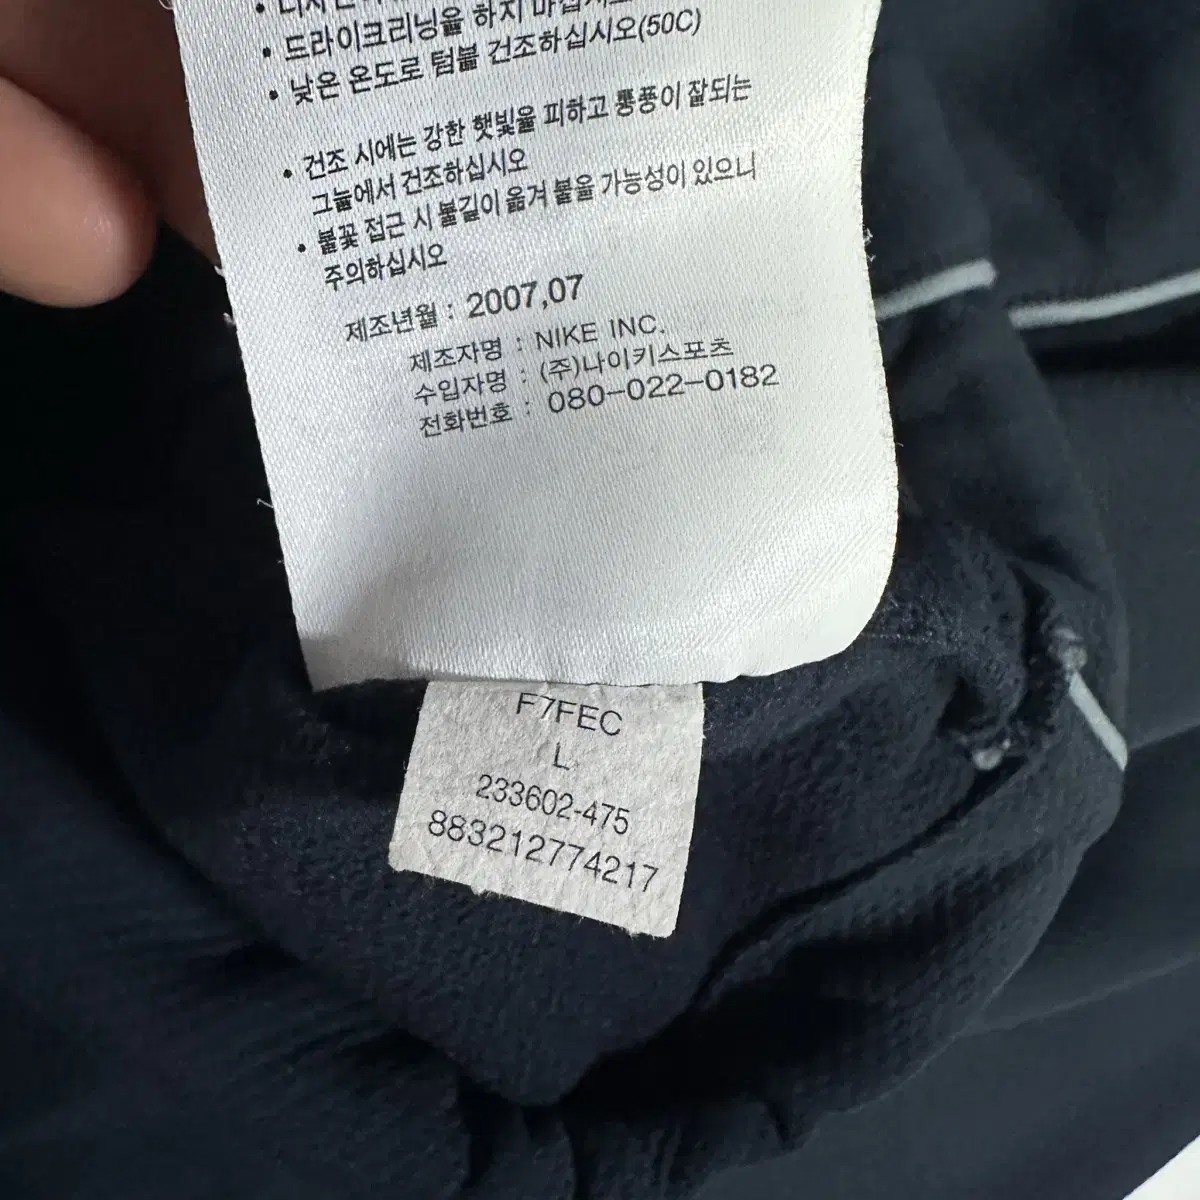 • 드라이크리닝을 하지 마십시오
• 낮은 온도로 텀블 건조하십시오(50C)
• 건조 시에는 강한 햇빛을 피하고 통풍이 잘되는
그늘에서 건조하십시오
• 불꽃 접근 시 불길이 옮겨 붙을 가능성이 있으니
주의하십시오
제조년월 : 2007,07
제조자명 : NIKE INC.
수입자명 : (주)나이키스포츠
전화번호 : 080-022-0182
F7FEC
L
233602-475
883212774217